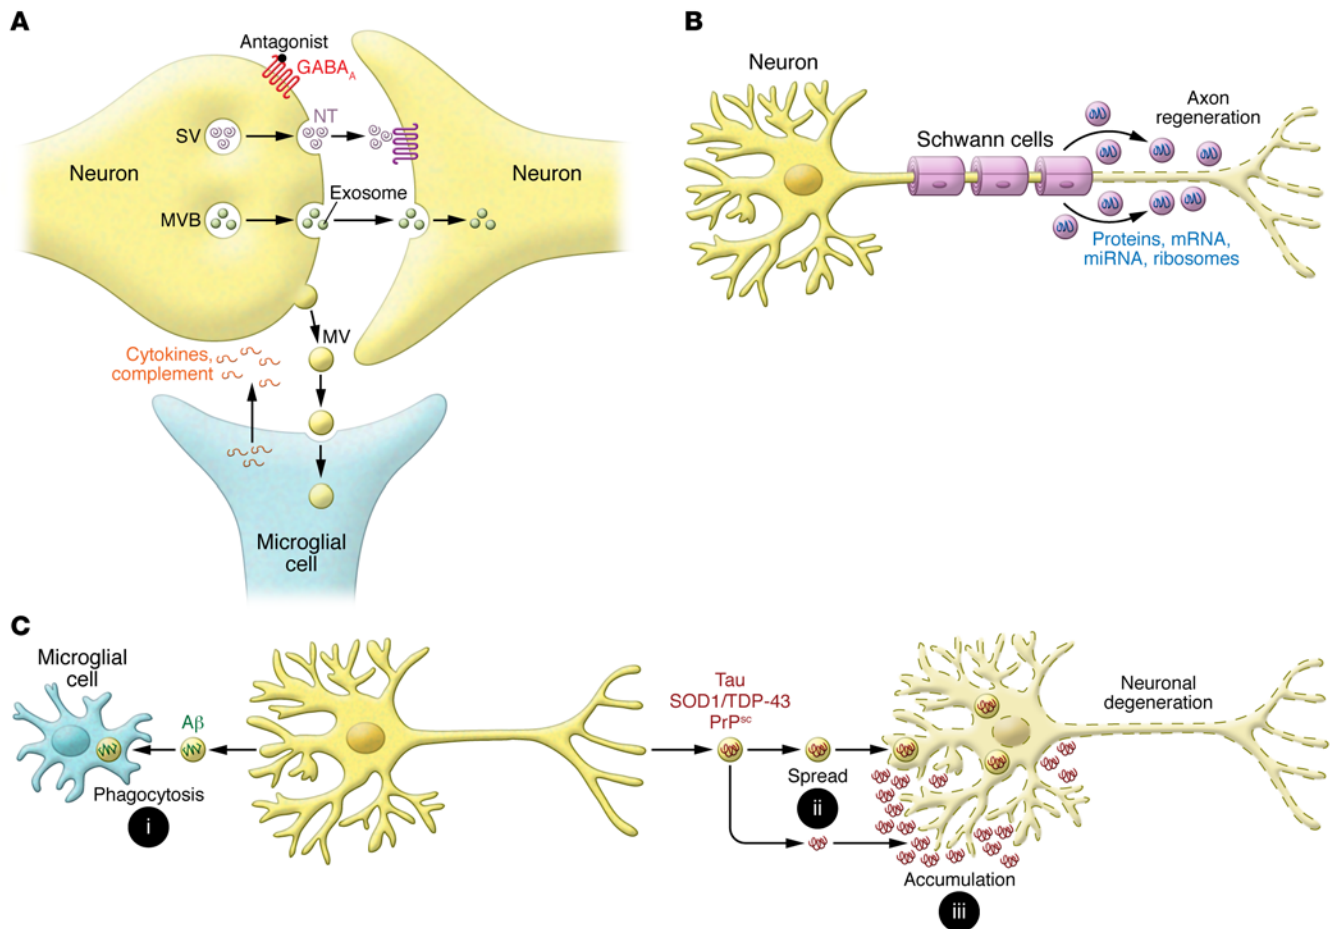 A
Antagonist
GABAA
NT
SV
Neuron
Neuron
Exosome
MVB
MV
Cytokines,
complement
Microglial
cell
B
Neuron
Schwann cells
Axon
regeneration
Proteins, mRNA,
miRNA, ribosomes
C
Microglial
cell
Aβ
Phagocytosis
i
Tau
SOD1/TDP-43
PrPsc
Spread
ii
Neuronal
degeneration
Accumulation
iii